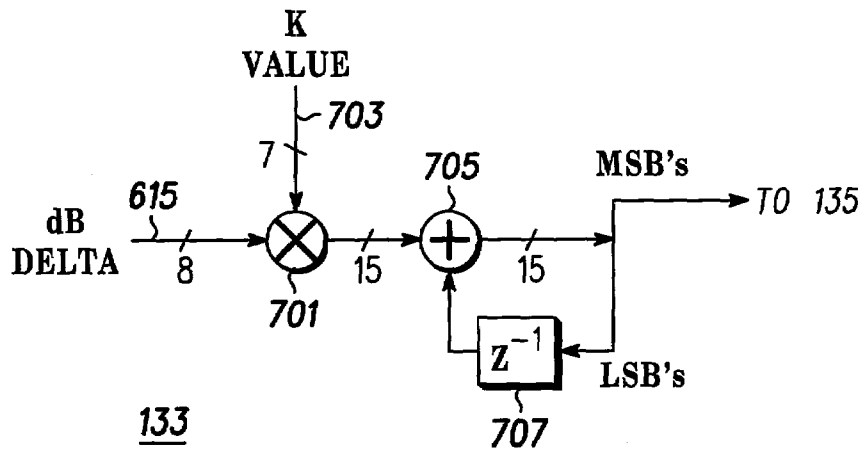 K
VALUE
703
7
705
MSB's
TO 135
615
dB
DELTA
8
15
15
701
Z-1
LSB's
707
133